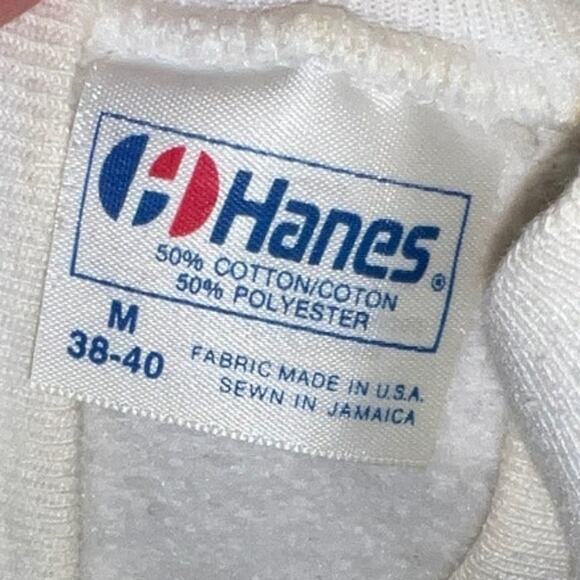 Hanes®
50% COTTON/COTON
50% POLYESTER
M
38-40
FABRIC MADE IN U.S.A.
SEWN IN JAMAICA